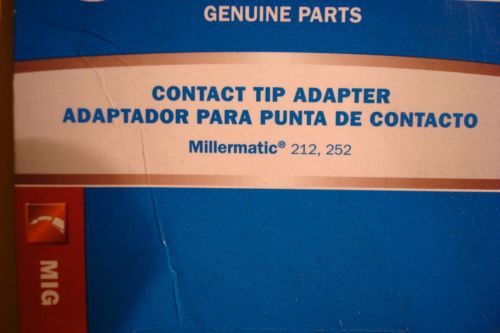 GENUINE PARTS
CONTACT TIP ADAPTER
ADAPTADOR PARA PUNTA DE CONTACTO
Millermatic® 212, 252
MIG